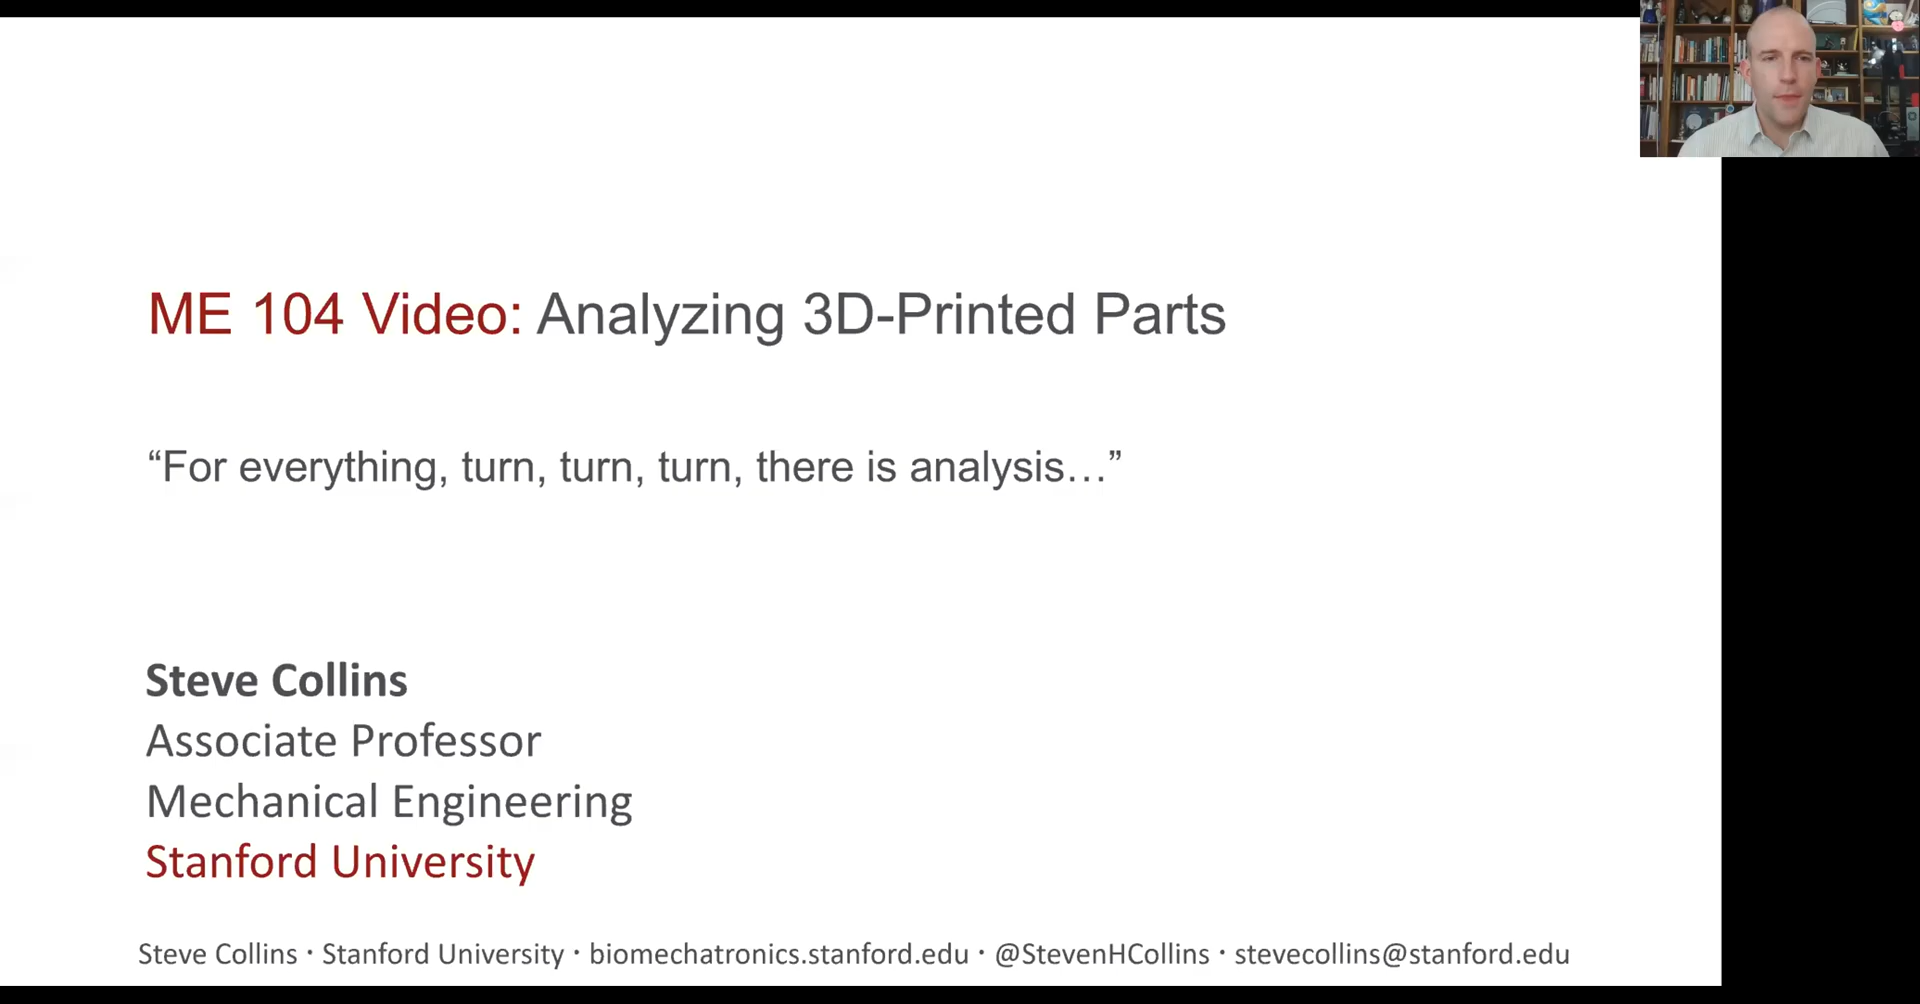 ME 104 Video: Analyzing 3D-Printed Parts
“For everything, turn, turn, turn, there is analysis…”
Steve Collins
Associate Professor
Mechanical Engineering
Stanford University
Steve Collins · Stanford University · biomechatronics.stanford.edu · @StevenHCollins · stevecollins@stanford.edu